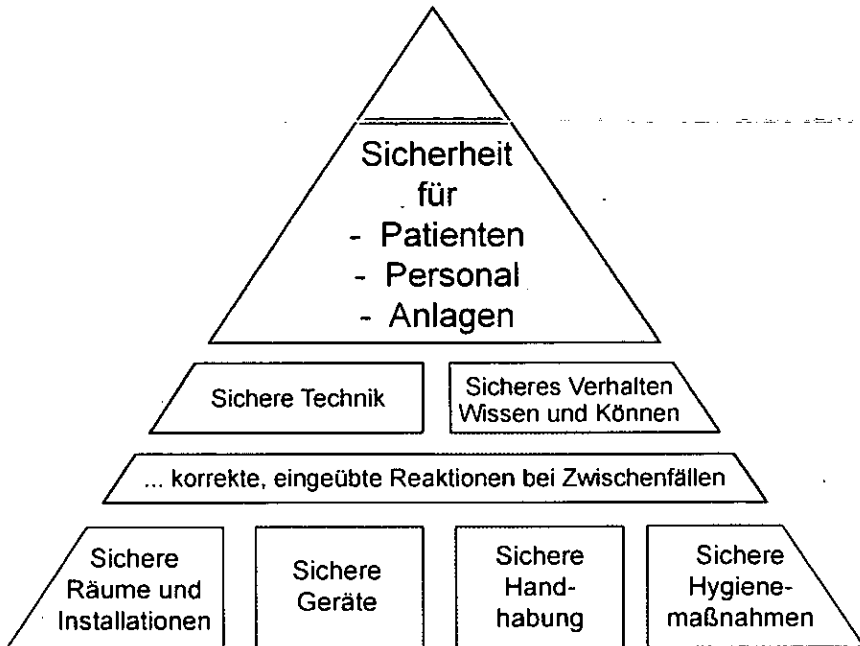 Sicherheit
für
- Patienten
- Personal
- Anlagen
Sichere Technik
Sicheres Verhalten
Wissen und Können
... korrekte, eingeübte Reaktionen bei Zwischenfällen
Sichere
Räume und
Installationen
Sichere
Geräte
Sichere
Hand-
habung
Sichere
Hygiene-
maßnahmen